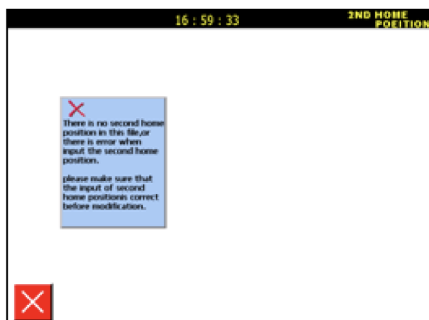 16 : 59 : 33
2ND HOME
POEITION
There is no second home
position in this file,or
there is error when
input the second home
position.
please make sure that
the input of second
home positionis correct
before modification.